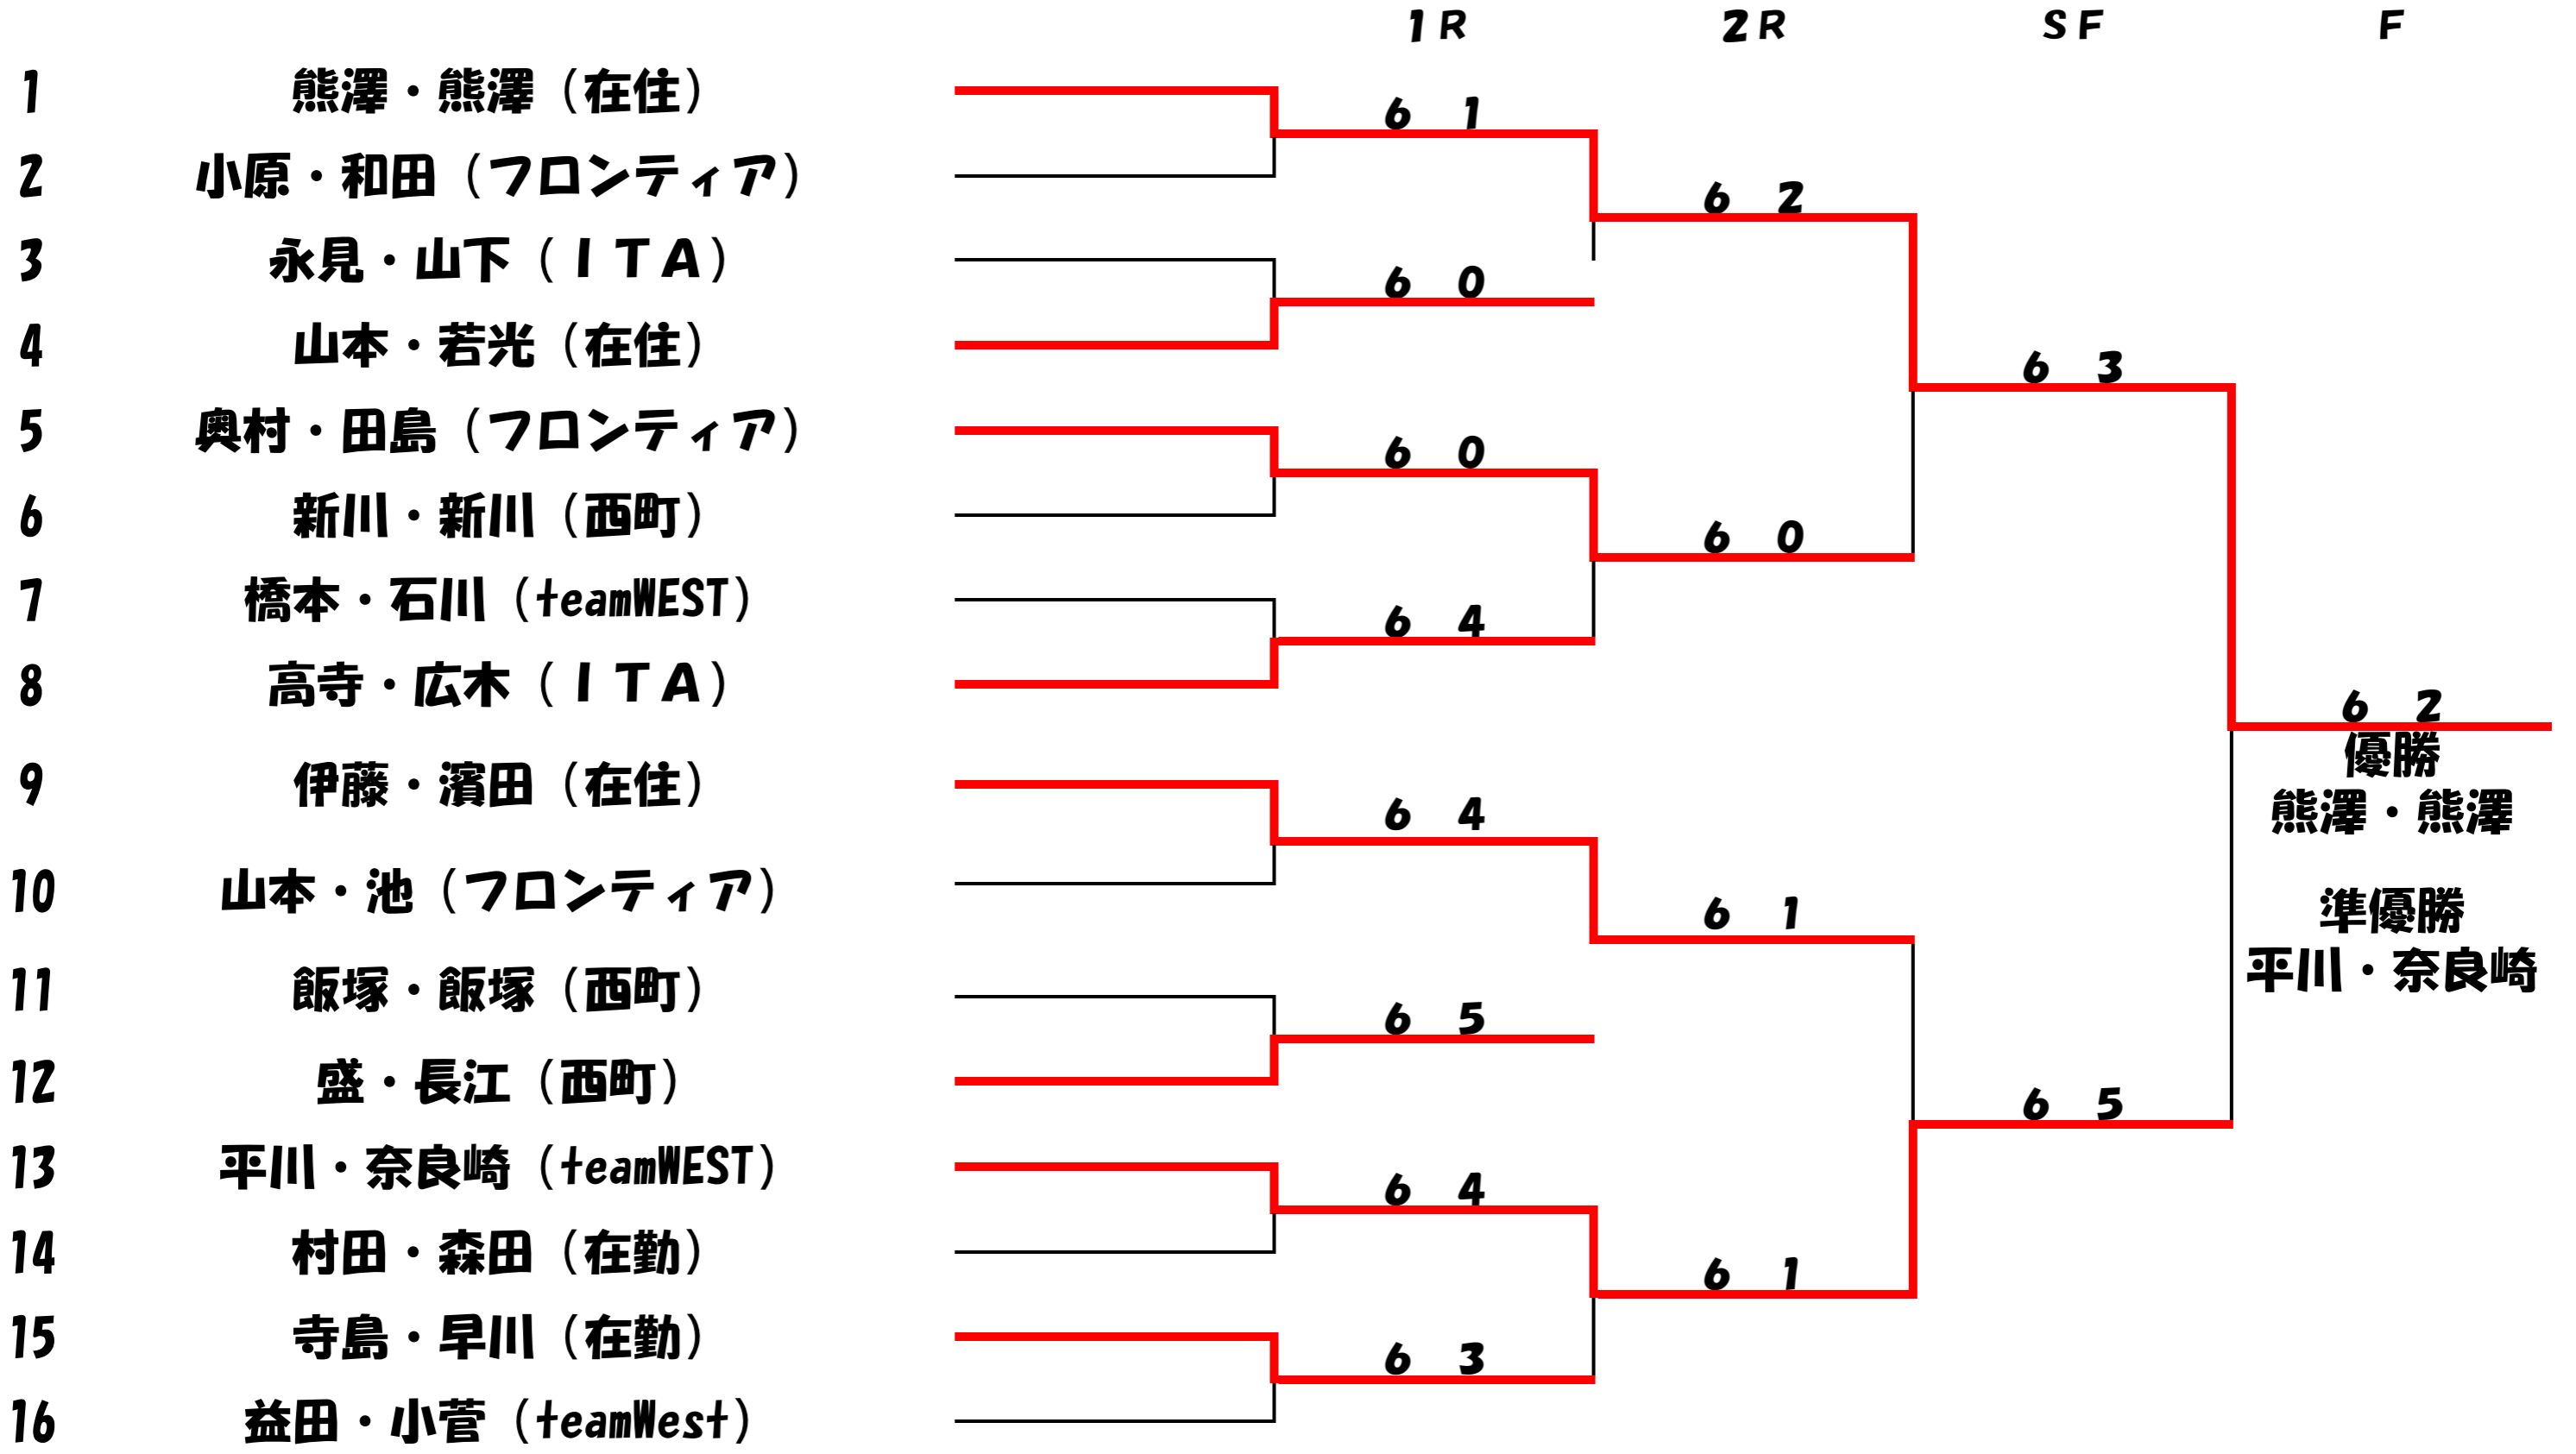 1R 2R SF F
1 熊澤・熊澤（在住）
6 1
2 小原・和田（フロンティア）
6 2
3 永見・山下（ＩＴＡ）
6 0
4 山本・若光（在住）
6 3
5 奥村・田島（フロンティア）
6 0
6 新川・新川（西町）
6 0
7 橋本・石川（teamWEST）
6 4
8 高寺・広木（ＩＴＡ）
6 2
優勝
9 伊藤・濱田（在住）
熊澤・熊澤
6 4
10 山本・池（フロンティア）
6 1
準優勝
平川・奈良崎
11 飯塚・飯塚（西町）
6 5
12 盛・長江（西町）
6 5
13 平川・奈良崎（teamWEST）
6 4
14 村田・森田（在勤）
6 1
15 寺島・早川（在勤）
6 3
16 益田・小菅（teamWest）